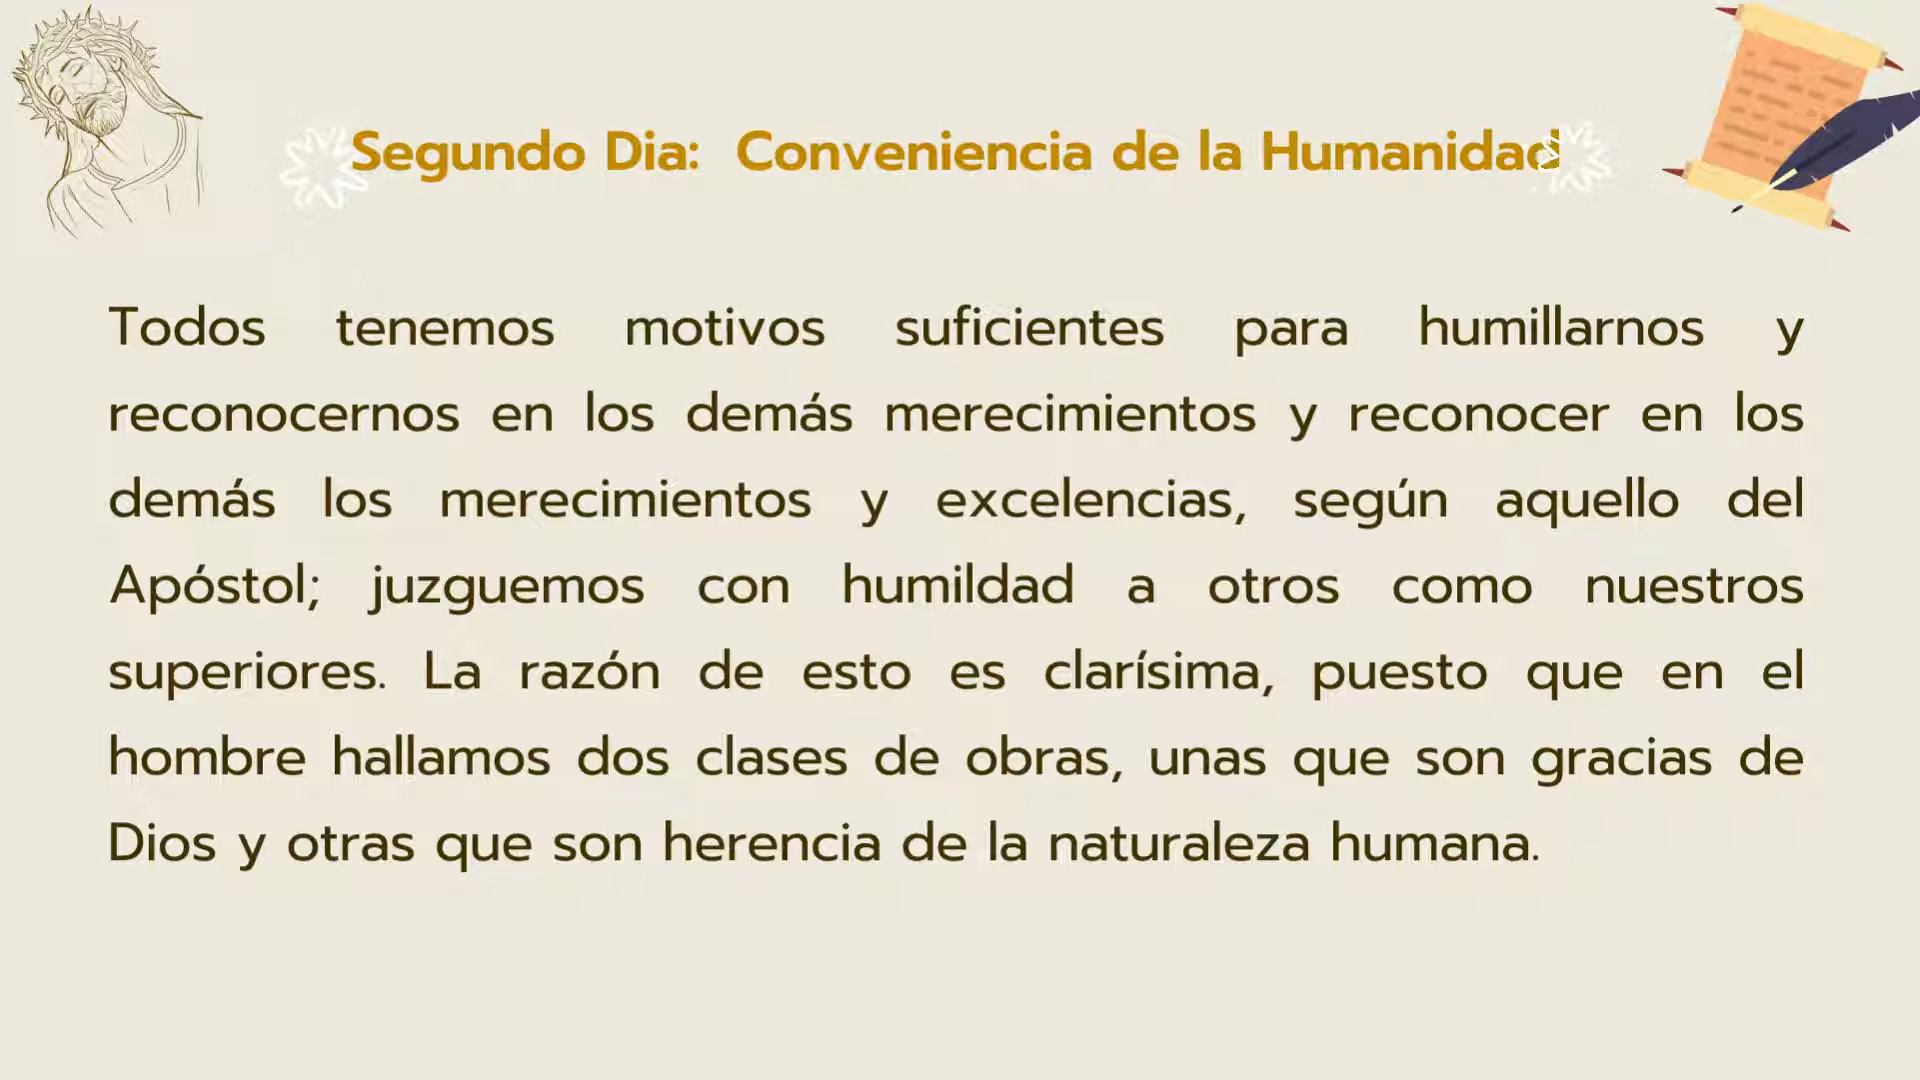 Segundo Dia: Conveniencia de la Humanidad
Todos tenemos motivos suficientes para humillarnos y
reconocernos en los demás merecimientos y reconocer en los
demás los merecimientos y excelencias, según aquello del
Apóstol; juzguemos con humildad a otros como nuestros
superiores. La razón de esto es clarísima, puesto que en el
hombre hallamos dos clases de obras, unas que son gracias de
Dios y otras que son herencia de la naturaleza humana.